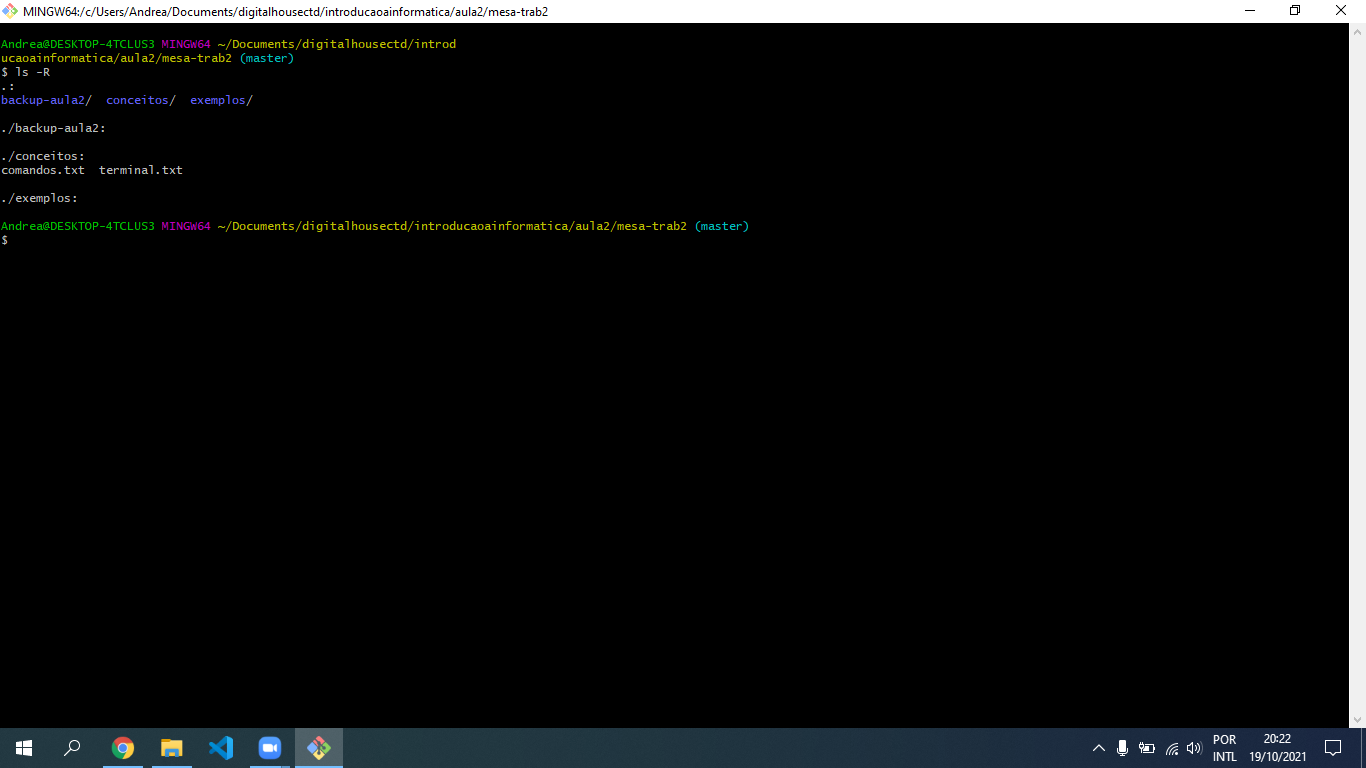 MINGW64:/c/Users/Andrea/Documents/digitalhousectd/introducaoainformatica/aula2/mesa-trab2
Andrea@DESKTOP-4TCLUS3 MINGW64 ~/Documents/digitalhousectd/introd
ucaoainformatica/aula2/mesa-trab2 (master)
$ ls -R
.:
backup-aula2/  conceitos/  exemplos/
./backup-aula2:
./conceitos:
comandos.txt  terminal.txt
./exemplos:
Andrea@DESKTOP-4TCLUS3 MINGW64 ~/Documents/digitalhousectd/introducaoainformatica/aula2/mesa-trab2 (master)
$
POR 20:22
INTL 19/10/2021